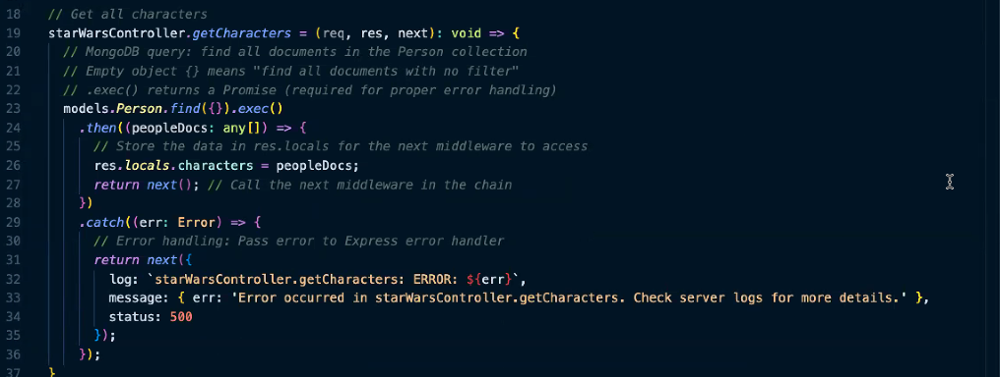 18 // Get all characters
19 starWarsController.getCharacters = (req, res, next): void => {
20 // MongoDB query: find all documents in the Person collection
21 // Empty object {} means "find all documents with no filter"
22 // .exec() returns a Promise (required for proper error handling)
23 models.Person.find({}).exec()
24 .then((peopleDocs: any[]) => {
25 // Store the data in res.locals for the next middleware to access
26 res.locals.characters = peopleDocs;
27 return next(); // Call the next middleware in the chain
28 })
29 .catch((err: Error) => {
30 // Error handling: Pass error to Express error handler
31 return next({
32 log: `starWarsController.getCharacters: ERROR: ${err}`,
33 message: { err: 'Error occurred in starWarsController.getCharacters. Check server logs for more details.' },
34 status: 500
35 });
36 });
37 }